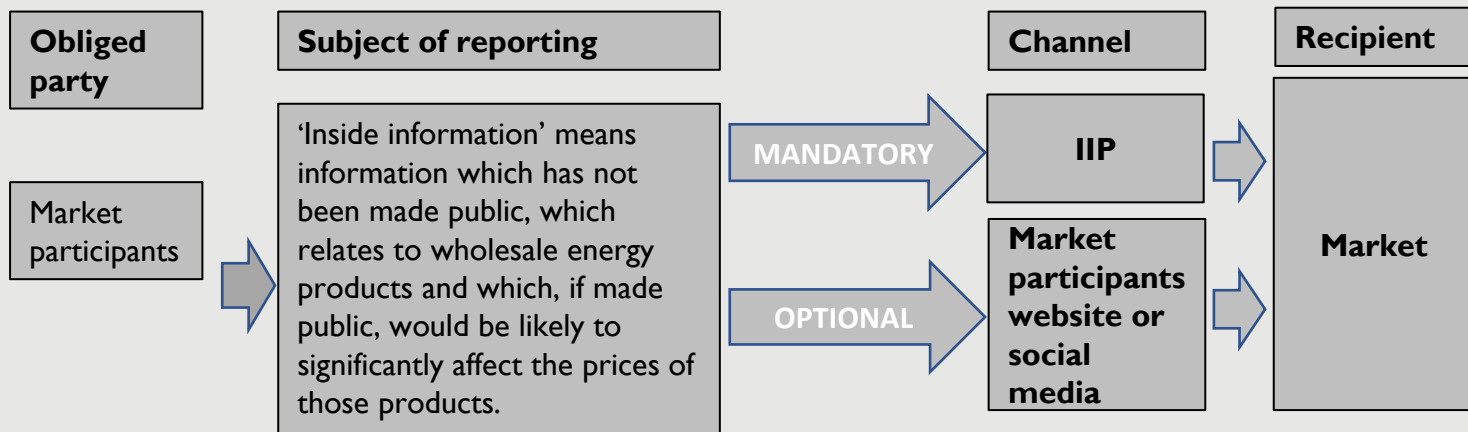 Obliged
party
Subject of reporting
Channel
Recipient
Market
participants
‘Inside information’ means
information which has not
been made public, which
relates to wholesale energy
products and which, if made
public, would be likely to
significantly affect the prices of
those products.
MANDATORY
OPTIONAL
IIP
Market
participants
website or
social
media
Market